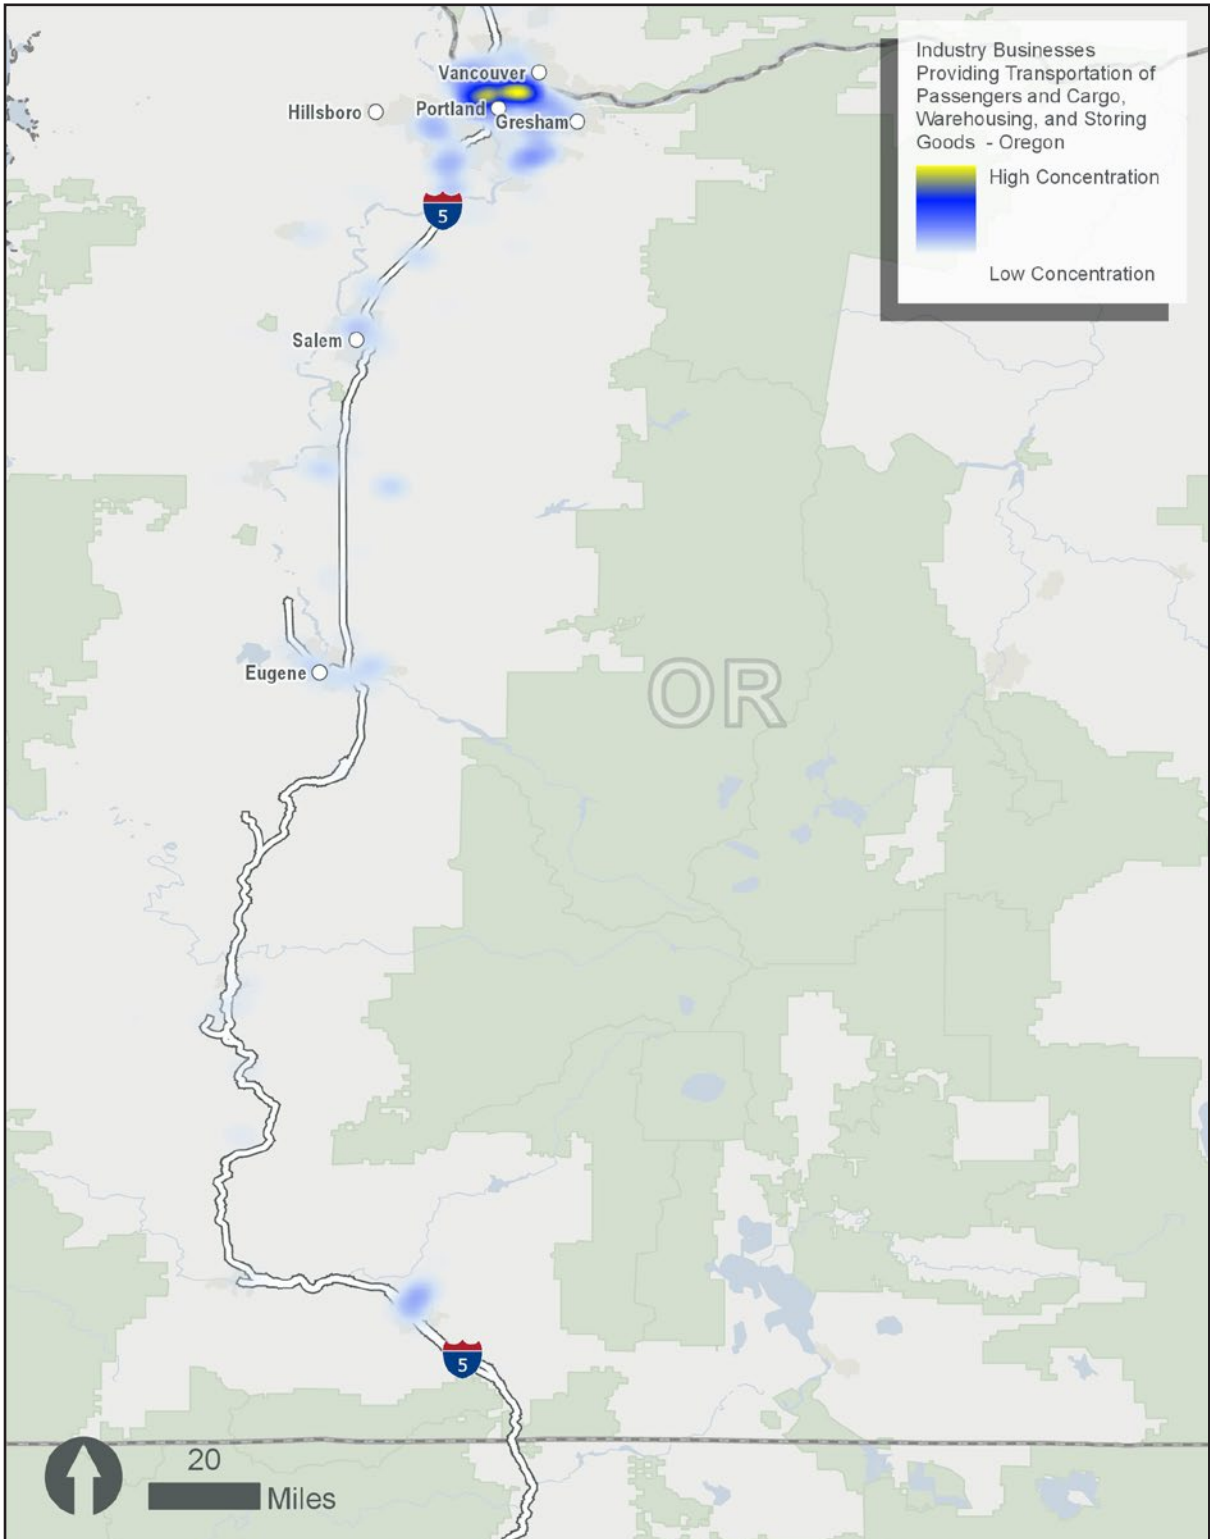 Industry Businesses
Providing Transportation of
Passengers and Cargo,
Warehousing, and Storing
Goods - Oregon
High Concentration
Low Concentration
Vancouver
Hillsboro
Portland
Gresham
5
Salem
Eugene
OR
5
20
Miles